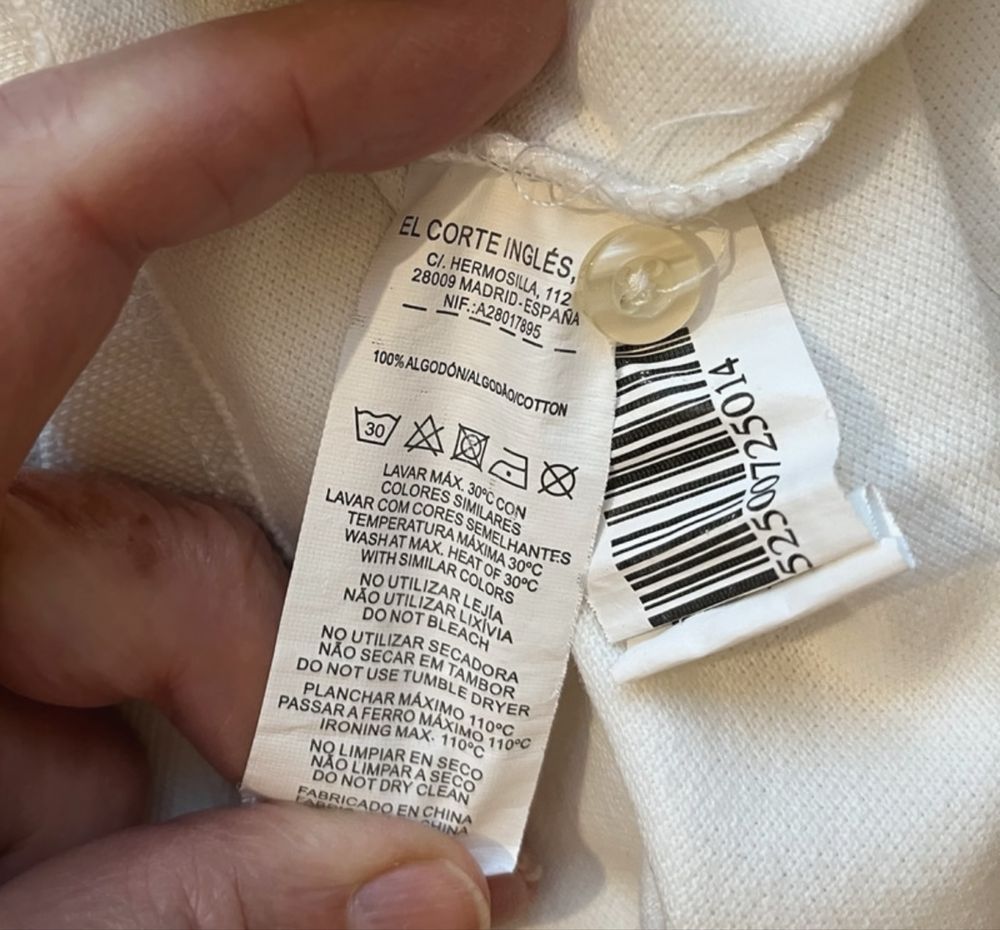 EL CORTE INGLÉS,
C/. HERMOSILLA, 112
28009 MADRID-ESPAÑA
NIF.:A28017895
100% ALGODÓN/ALGODÃO/COTTON
30
LAVAR MÁX. 30ºC CON
COLORES SIMILARES
LAVAR COM CORES SEMELHANTES
TEMPERATURA MÁXIMA 30ºC
WASH AT MAX. HEAT OF 30ºC
WITH SIMILAR COLORS
NO UTILIZAR LEJÍA
NÃO UTILIZAR LIXÍVIA
DO NOT BLEACH
NO UTILIZAR SECADORA
NÃO SECAR EM TAMBOR
DO NOT USE TUMBLE DRYER
PLANCHAR MÁXIMO 110ºC
PASSAR A FERRO MÁXIMO 110ºC
IRONING MAX. 110ºC
NO LIMPIAR EN SECO
NÃO LIMPAR A SECO
DO NOT DRY CLEAN
FABRICADO EN CHINA
CHINA